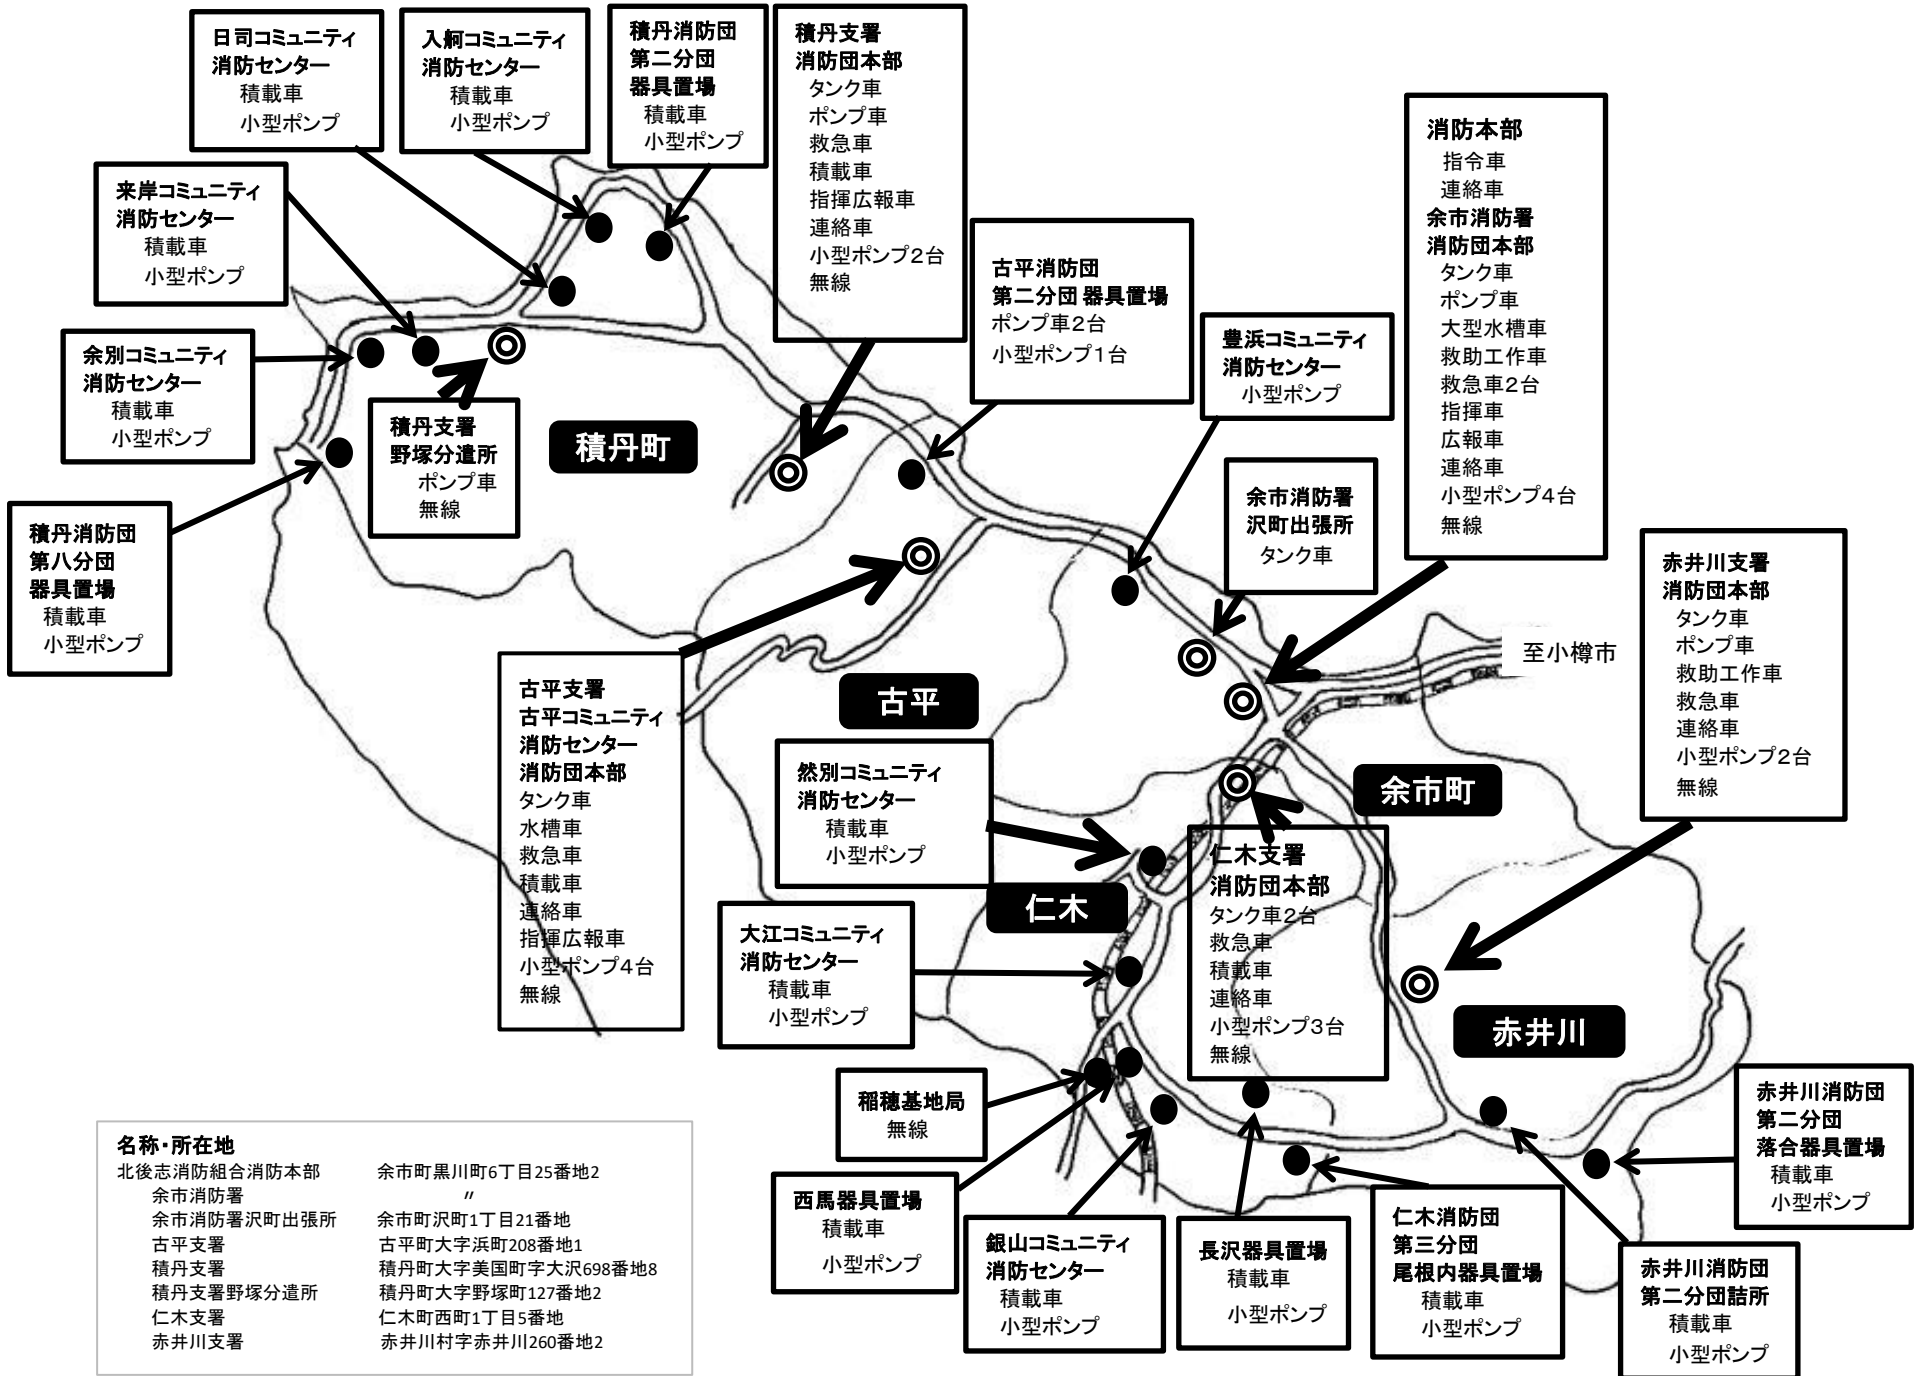 日司コミュニティ
消防センター
積載車
小型ポンプ
入舸コミュニティ
消防センター
積載車
小型ポンプ
積丹消防団
第二分団
器具置場
積載車
小型ポンプ
積丹支署
消防団本部
タンク車
ポンプ車
救急車
積載車
指揮広報車
連絡車
小型ポンプ2台
無線
消防本部
指令車
連絡車
余市消防署
消防団本部
タンク車
ポンプ車
大型水槽車
救助工作車
救急車2台
指揮車
広報車
連絡車
小型ポンプ4台
無線
来岸コミュニティ
消防センター
積載車
小型ポンプ
古平消防団
第二分団 器具置場
ポンプ車2台
小型ポンプ1台
豊浜コミュニティ
消防センター
小型ポンプ
余別コミュニティ
消防センター
積載車
小型ポンプ
積丹支署
野塚分遣所
ポンプ車
無線
積丹町
余市消防署
沢町出張所
タンク車
積丹消防団
第八分団
器具置場
積載車
小型ポンプ
赤井川支署
消防団本部
タンク車
ポンプ車
救助工作車
救急車
連絡車
小型ポンプ2台
無線
至小樽市
古平支署
古平コミュニティ
消防センター
消防団本部
タンク車
水槽車
救急車
積載車
連絡車
指揮広報車
小型ポンプ4台
無線
古平
然別コミュニティ
消防センター
積載車
小型ポンプ
余市町
仁木支署
消防団本部
タンク車2台
救急車
積載車
連絡車
小型ポンプ3台
無線
仁木
大江コミュニティ
消防センター
積載車
小型ポンプ
赤井川
稲穂基地局
無線
赤井川消防団
第二分団
落合器具置場
積載車
小型ポンプ
西馬器具置場
積載車
小型ポンプ
銀山コミュニティ
消防センター
積載車
小型ポンプ
長沢器具置場
積載車
小型ポンプ
仁木消防団
第三分団
尾根内器具置場
積載車
小型ポンプ
赤井川消防団
第二分団詰所
積載車
小型ポンプ
名称・所在地
北後志消防組合消防本部 余市町黒川町6丁目25番地2
余市消防署 〃
余市消防署沢町出張所 余市町沢町1丁目21番地
古平支署 古平町大字浜町208番地1
積丹支署 積丹町大字美国町字大沢698番地8
積丹支署野塚分遣所 積丹町大字野塚町127番地2
仁木支署 仁木町西町1丁目5番地
赤井川支署 赤井川村字赤井川260番地2